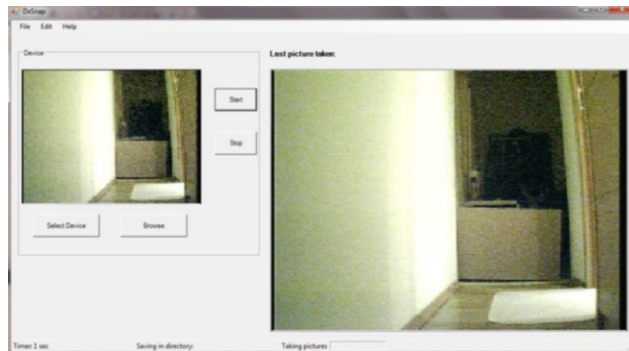 DxSnap
File Edit Help
Device
Last picture taken:
Start
Stop
Select Device
Browse
Timer: 1 sec
Saving in directory:
Taking pictures